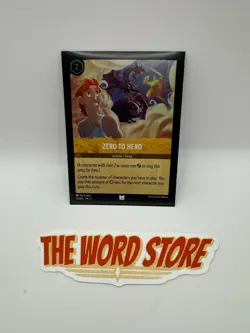 2
ZERO TO HERO
Action • Song
(A character with cost 2 or more can ⟳ to sing this
song for free.)
Count the number of characters you have in play. You
pay that amount of ⬡ less for the next character you
play this turn.
THE WORD STORE